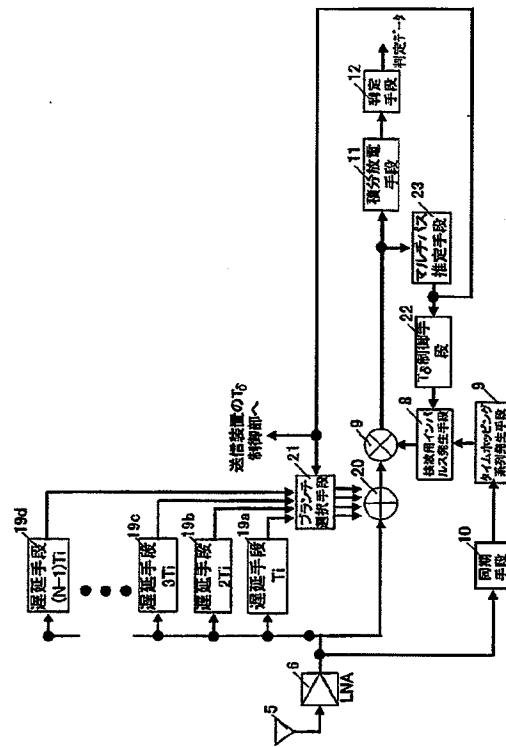 19d
遅延手段
(N-1)Ti
19c
遅延手段
3Ti
19b
遅延手段
2Ti
19a
遅延手段
Ti
送信装置のTδ
制御部へ
21
ブランチ
選択手段
5
6
LNA
20
9
11
積分放電
手段
12
判定
手段
判定データ
23
マルチパス
推定手段
22
Tδ制御手
段
8
検波用インパ
ルス発生手段
9
タイムホッピング
系列発生手段
10
同期
手段